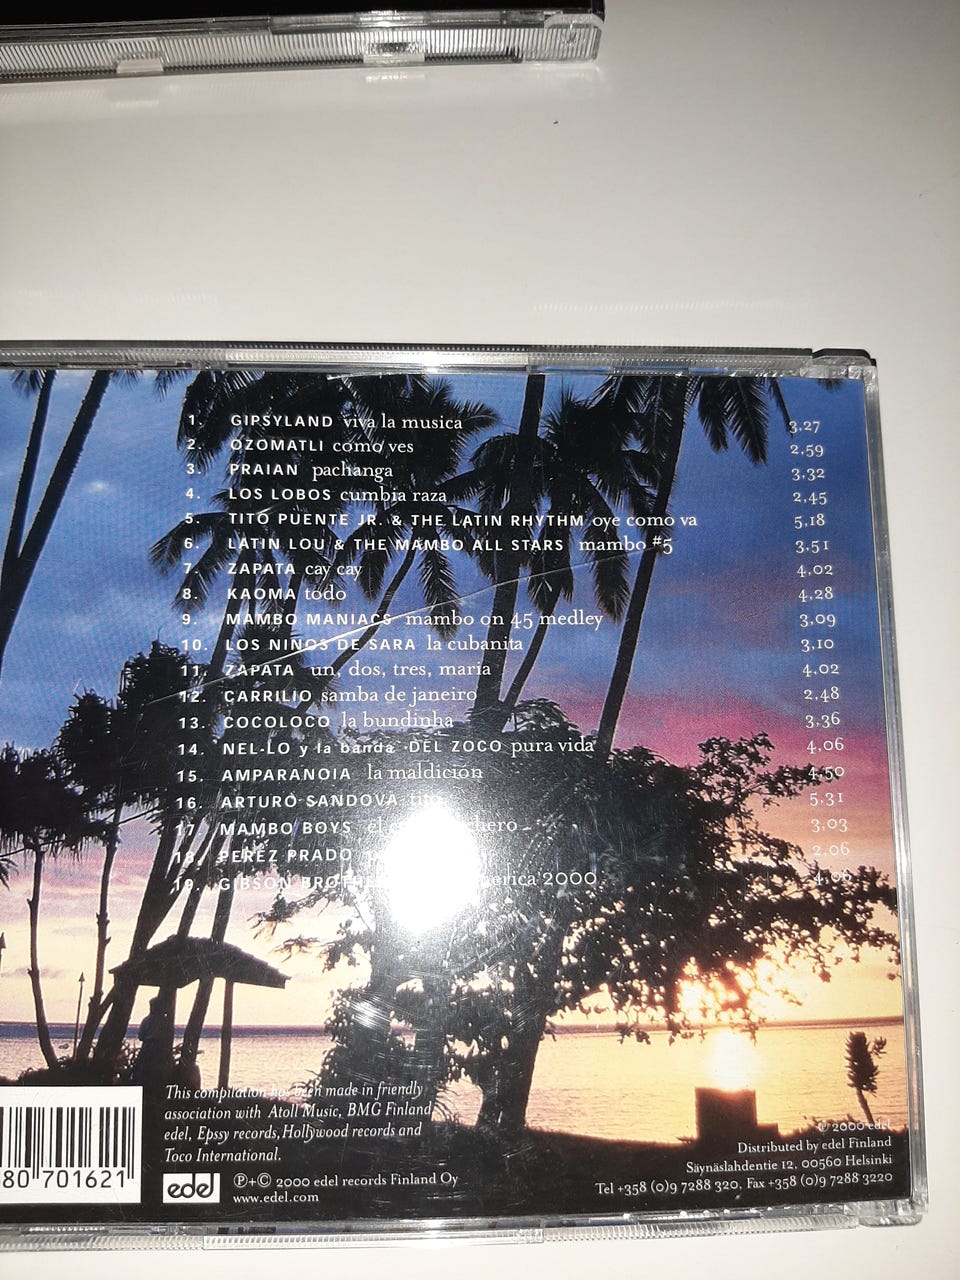 1. GIPSYLAND viva la musica 3,27
2. OZOMATLI como ves 2,59
3. PRAIAN pachanga 3,32
4. LOS LOBOS cumbia raza 2,45
5. TITO PUENTE JR. & THE LATIN RHYTHM oye como va 5,18
6. LATIN LOU & THE MAMBO ALL STARS mambo #5 3,51
7. ZAPATA cay cay 4,02
8. KAOMA todo 4,28
9. MAMBO MANIACS mambo on 45 medley 3,09
10. LOS NINOS DE SARA la cubanita 3,10
11. ZAPATA un, dos, tres, maria 4,02
12. CARRILIO samba de janeiro 2,48
13. COCOLOCO la bundinha 3,36
14. NEL-LO y la banda DEL ZOCO pura vida 4,06
15. AMPARANOIA la maldición 4,50
16. ARTURO SANDOVA 5,31
17. MAMBO BOYS el 3,03
18. PEREZ PRADO 2,06
19. GIBSON 2000 4,06
This compilation has been made in friendly
association with Atoll Music, BMG Finland
edel, Epssy records, Hollywood records and
Toco International.
80 701621
edel
℗+© 2000 edel records Finland Oy
www.edel.com
℗ 2000 edel
Distributed by edel Finland
Säynäslahdentie 12, 00560 Helsinki
Tel +358 (0)9 7288 320, Fax +358 (0)9 7288 3220